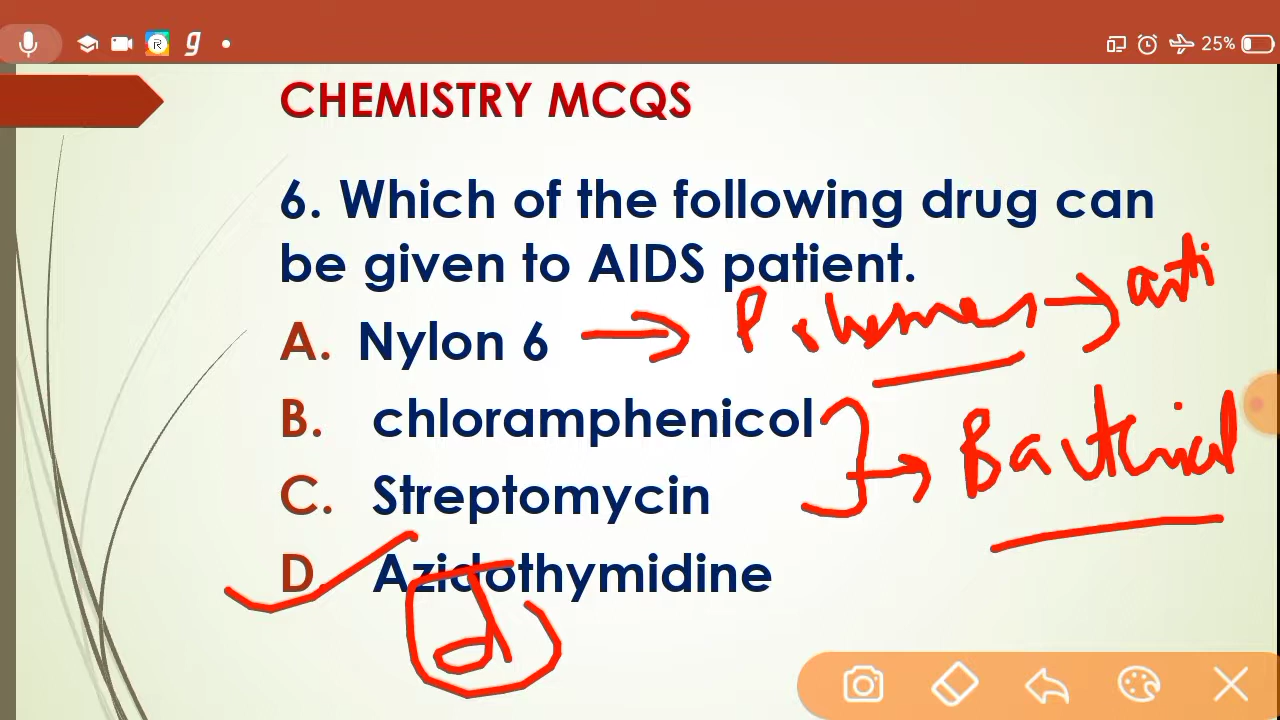 25%
CHEMISTRY MCQS
6. Which of the following drug can
be given to AIDS patient.
A. Nylon 6
anti
B. chloramphenicol
Bacterial
C. Streptomycin
D. Azidothymidine
d